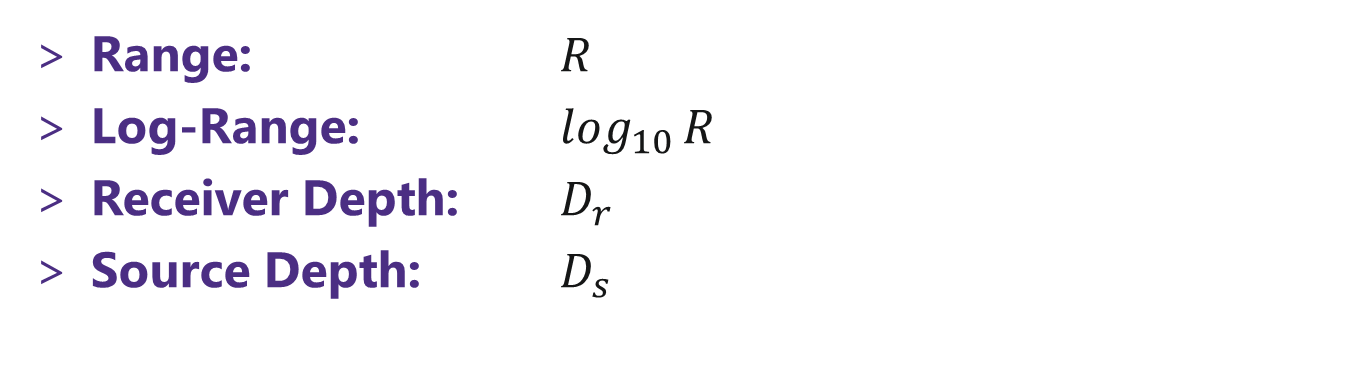 > Range: R
> Log-Range: log₁₀ R
> Receiver Depth: Dᵣ
> Source Depth: Dₛ